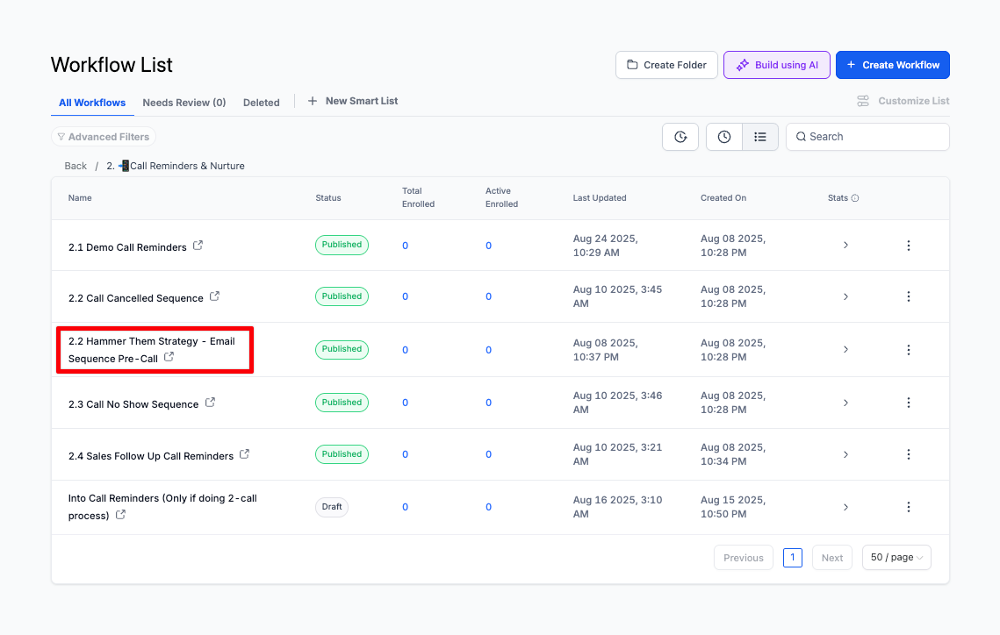 Workflow List
Create Folder
Build using AI
+ Create Workflow
All Workflows
Needs Review (0)
Deleted
+ New Smart List
Customize List
Advanced Filters
Search
Back / 2. 📲Call Reminders & Nurture
Name
Status
Total
Enrolled
Active
Enrolled
Last Updated
Created On
Stats
2.1 Demo Call Reminders
Published
0
0
Aug 24 2025,
10:29 AM
Aug 08 2025,
10:28 PM
2.2 Call Cancelled Sequence
Published
0
0
Aug 10 2025, 3:45
AM
Aug 08 2025,
10:28 PM
2.2 Hammer Them Strategy - Email
Sequence Pre-Call
Published
0
0
Aug 08 2025,
10:37 PM
Aug 08 2025,
10:28 PM
2.3 Call No Show Sequence
Published
0
0
Aug 10 2025, 3:46
AM
Aug 08 2025,
10:28 PM
2.4 Sales Follow Up Call Reminders
Published
0
0
Aug 10 2025, 3:21
AM
Aug 08 2025,
10:34 PM
Into Call Reminders (Only if doing 2-call
process)
Draft
0
0
Aug 16 2025, 3:10
AM
Aug 15 2025,
10:50 PM
Previous
1
Next
50 / page